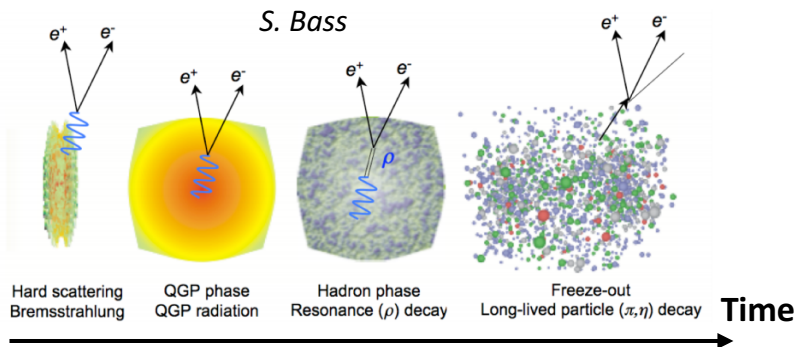 S. Bass
e+ e-
e+ e-
e+ e-
e+ e-
ρ
Hard scattering
Bremsstrahlung
QGP phase
QGP radiation
Hadron phase
Resonance (ρ) decay
Freeze-out
Long-lived particle (π,η) decay
Time